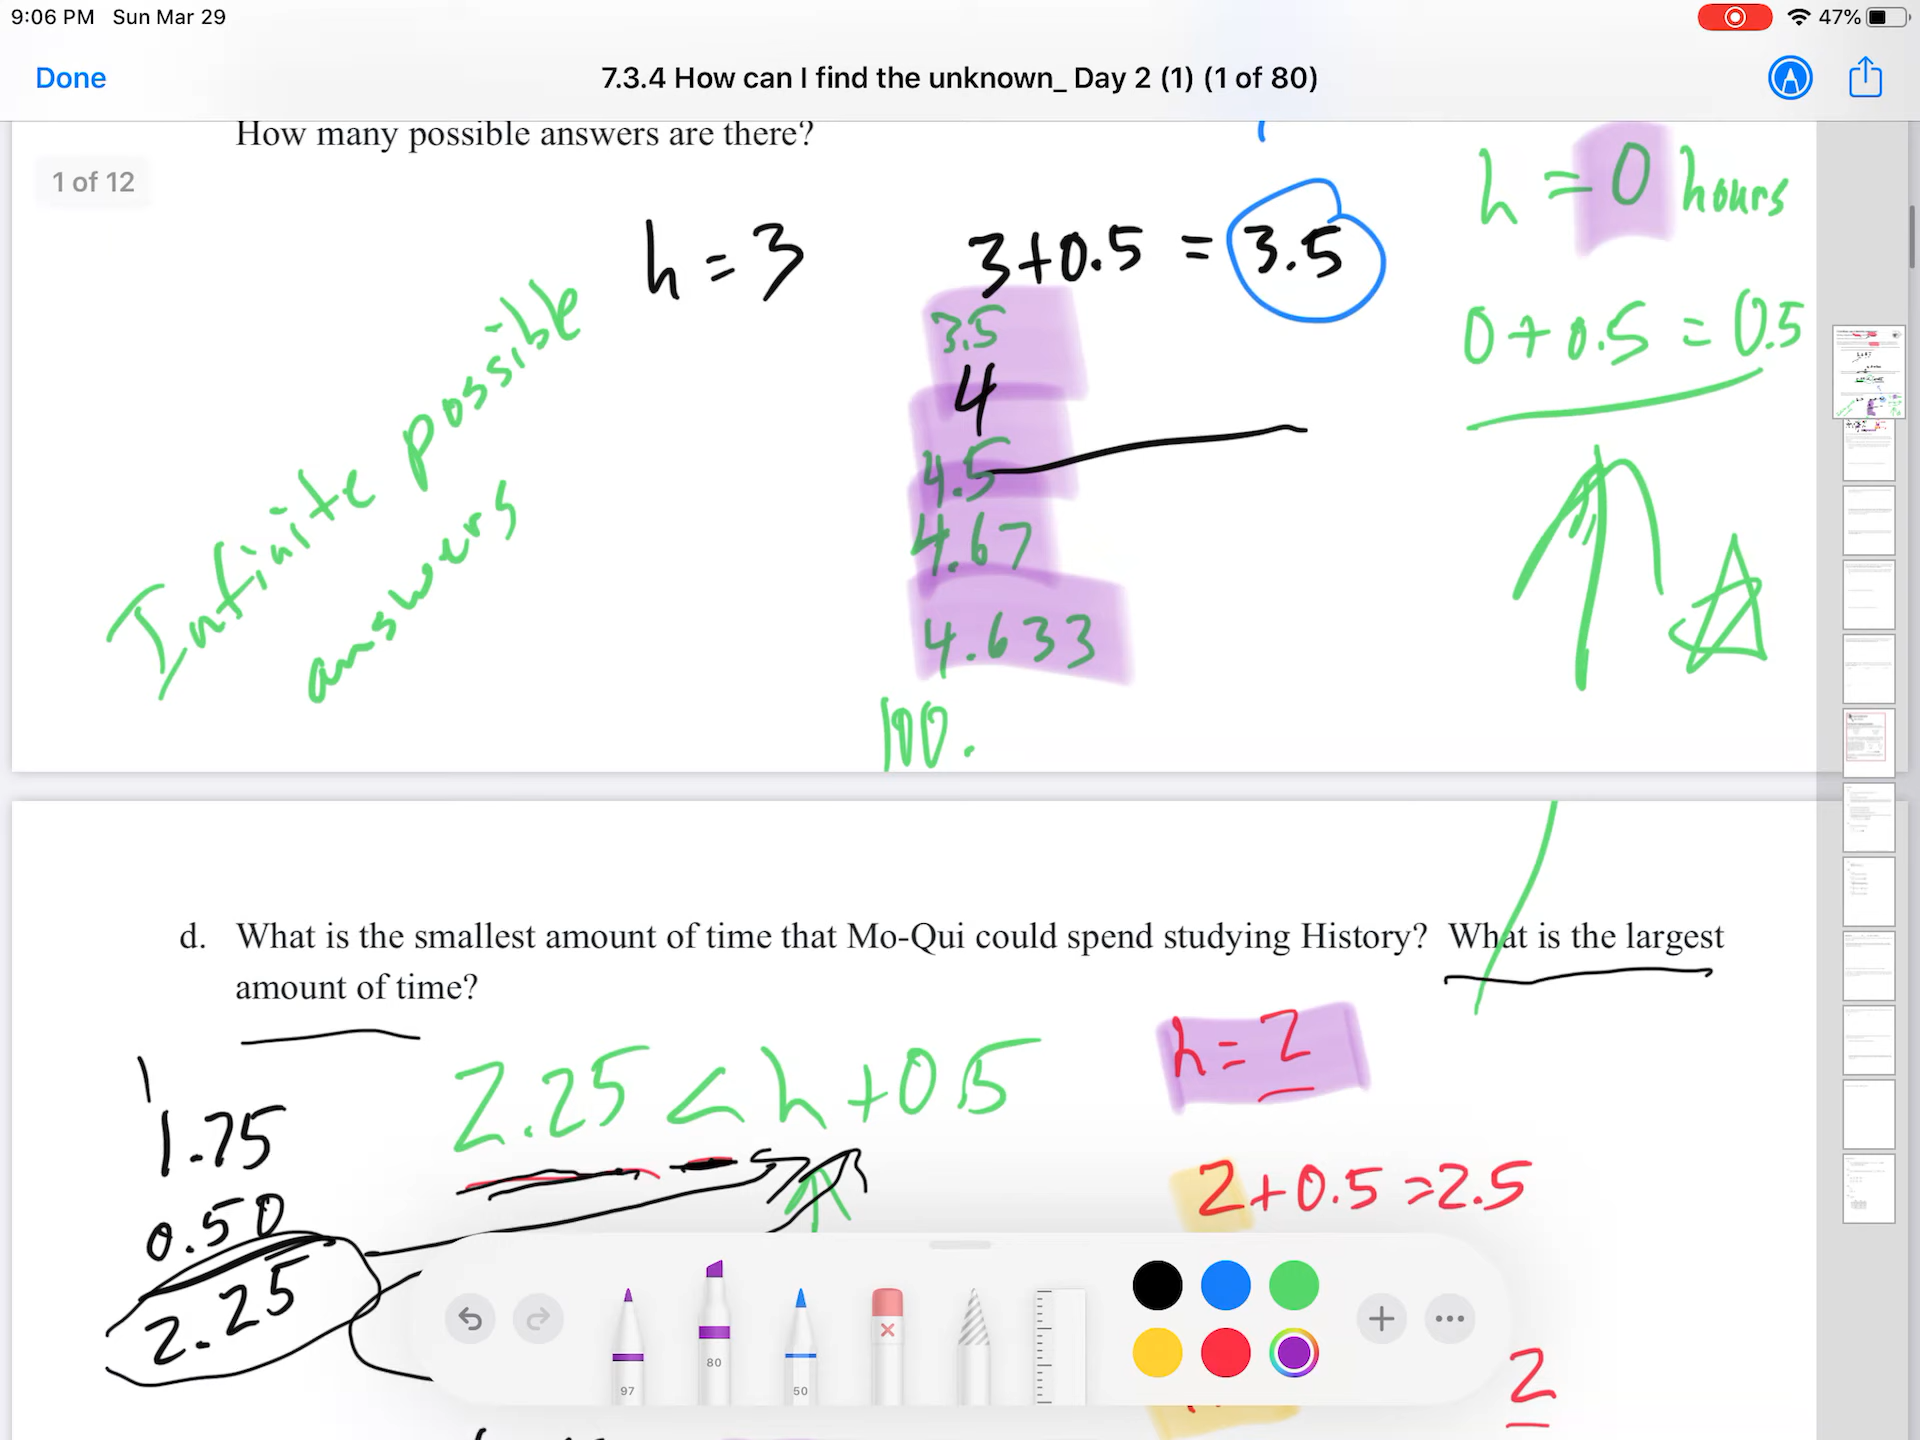 9:06 PM Sun Mar 29
47%
Done
7.3.4 How can I find the unknown_ Day 2 (1) (1 of 80)
How many possible answers are there?
1 of 12
h = 3
3+0.5 = 3.5
h = 0 hours
0 + 0.5 = 0.5
3.5
4
4.5
4.67
4.633
100.
Infinite possible
answers
d. What is the smallest amount of time that Mo-Qui could spend studying History? What is the largest
amount of time?
h = 2
2.25 < h + 0.5
1
1.75
0.50
2.25
2+0.5 = 2.5
97
80
50
2